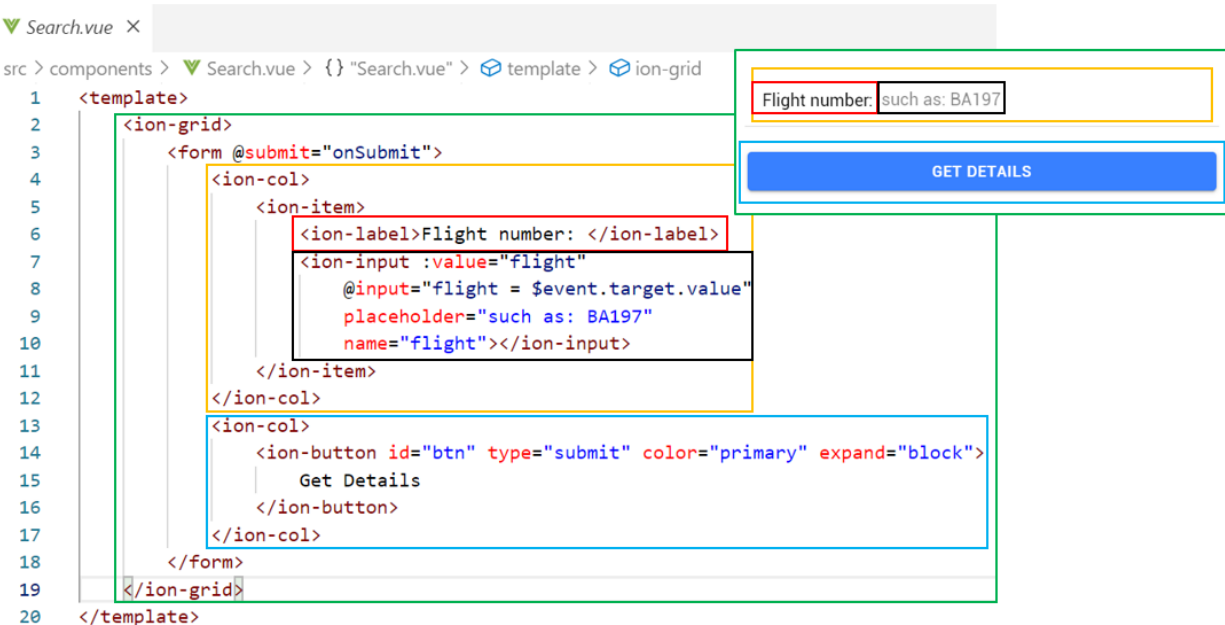 Search.vue ×
src > components > Search.vue > {} "Search.vue" > template > ion-grid
1 <template>
2 <ion-grid>
3 <form @submit="onSubmit">
4 <ion-col>
5 <ion-item>
6 <ion-label>Flight number: </ion-label>
7 <ion-input :value="flight"
8 @input="flight = $event.target.value"
9 placeholder="such as: BA197"
10 name="flight"></ion-input>
11 </ion-item>
12 </ion-col>
13 <ion-col>
14 <ion-button id="btn" type="submit" color="primary" expand="block">
15 Get Details
16 </ion-button>
17 </ion-col>
18 </form>
19 </ion-grid>
20 </template>
Flight number: such as: BA197
GET DETAILS